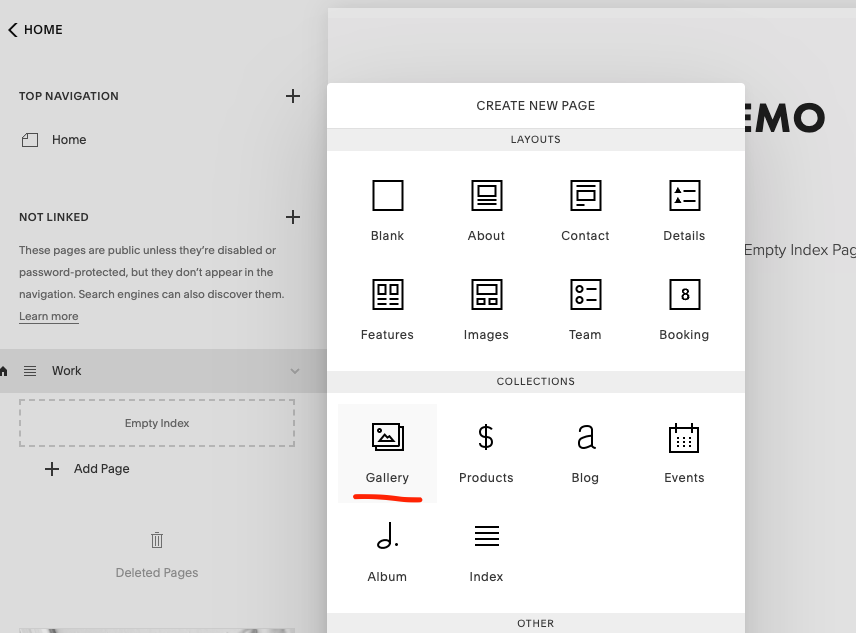 HOME
TOP NAVIGATION
Home
NOT LINKED
These pages are public unless they're disabled or
password-protected, but they don't appear in the
navigation. Search engines can also discover them.
Learn more
Work
Empty Index
Add Page
Deleted Pages
CREATE NEW PAGE
LAYOUTS
Blank
About
Contact
Details
8
Features
Images
Team
Booking
COLLECTIONS
$
a
Gallery
Products
Blog
Events
Album
Index
OTHER
EMO
Empty Index Pag